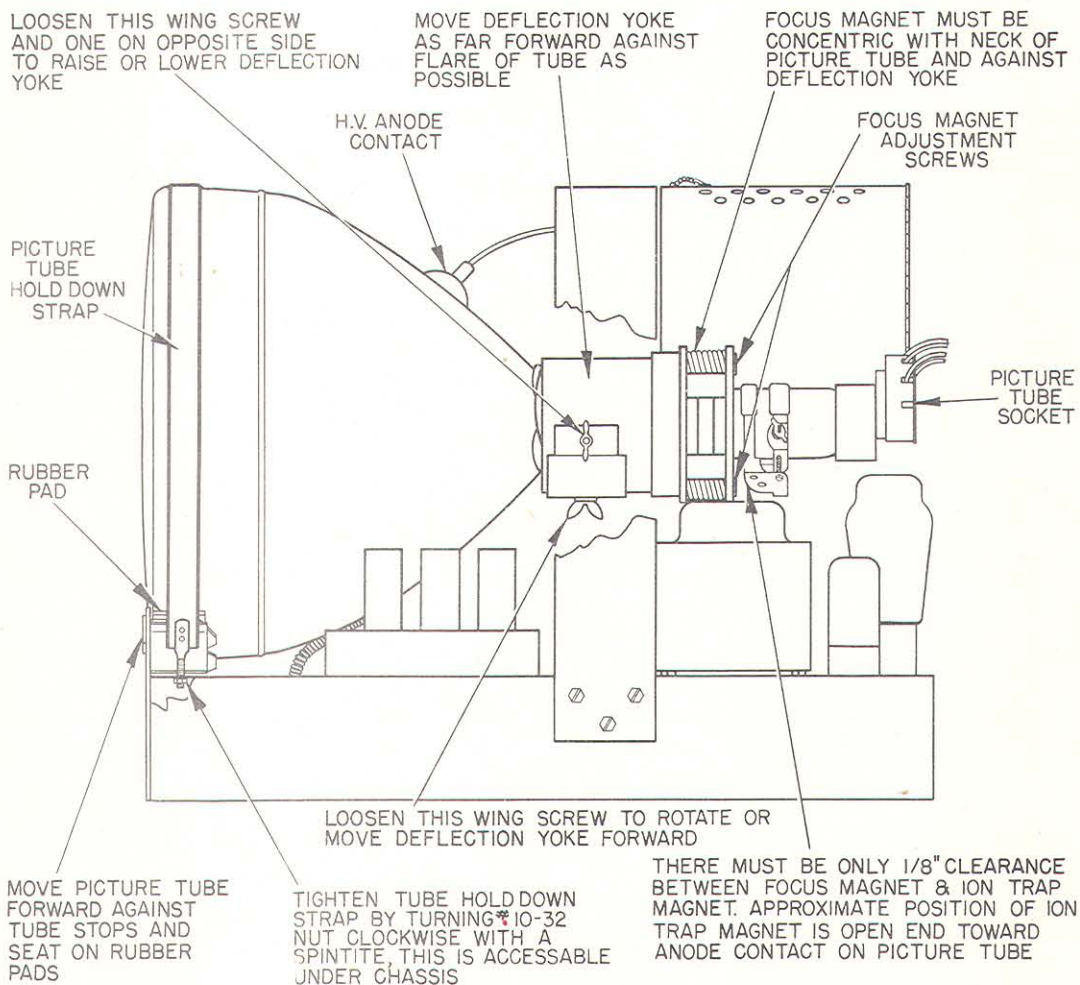 LOOSEN THIS WING SCREW
AND ONE ON OPPOSITE SIDE
TO RAISE OR LOWER DEFLECTION
YOKE
MOVE DEFLECTION YOKE
AS FAR FORWARD AGAINST
FLARE OF TUBE AS
POSSIBLE
FOCUS MAGNET MUST BE
CONCENTRIC WITH NECK OF
PICTURE TUBE AND AGAINST
DEFLECTION YOKE
H.V. ANODE
CONTACT
FOCUS MAGNET
ADJUSTMENT
SCREWS
PICTURE
TUBE
HOLD DOWN
STRAP
PICTURE
TUBE
SOCKET
RUBBER
PAD
LOOSEN THIS WING SCREW TO ROTATE OR
MOVE DEFLECTION YOKE FORWARD
MOVE PICTURE TUBE
FORWARD AGAINST
TUBE STOPS AND
SEAT ON RUBBER
PADS
TIGHTEN TUBE HOLD DOWN
STRAP BY TURNING #10-32
NUT CLOCKWISE WITH A
SPINTITE, THIS IS ACCESSABLE
UNDER CHASSIS
THERE MUST BE ONLY 1/8" CLEARANCE
BETWEEN FOCUS MAGNET & ION TRAP
MAGNET. APPROXIMATE POSITION OF ION
TRAP MAGNET IS OPEN END TOWARD
ANODE CONTACT ON PICTURE TUBE